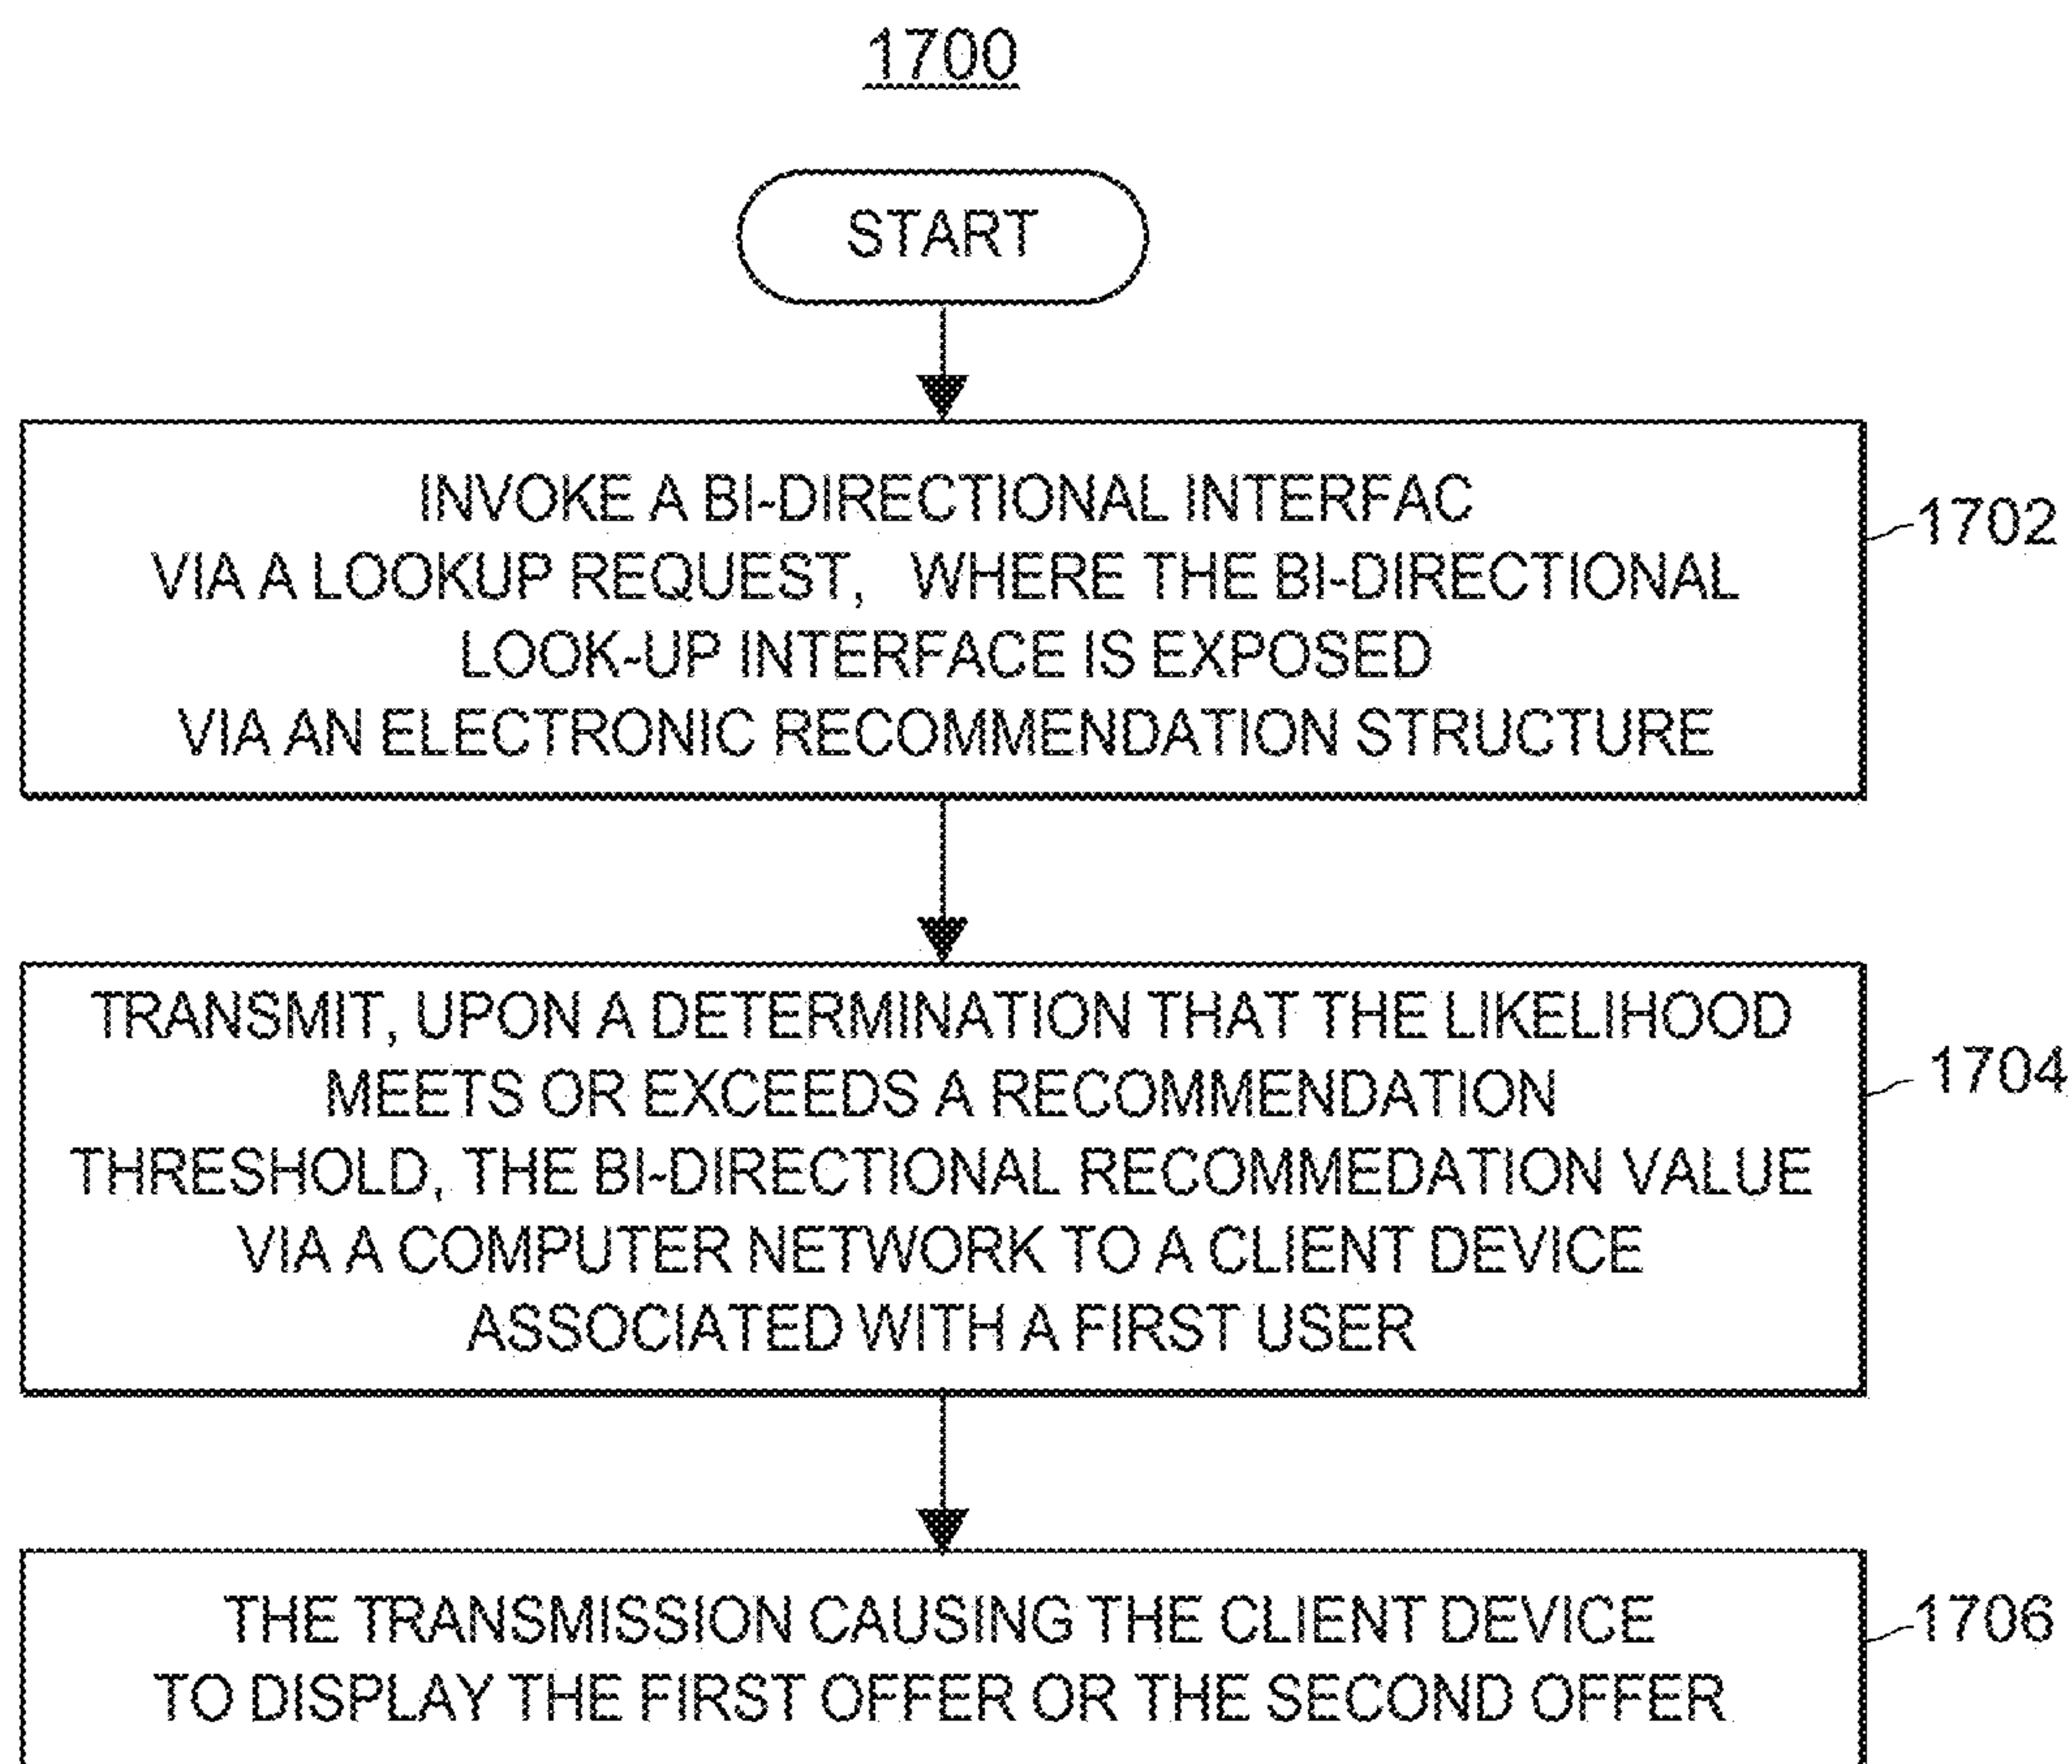 1700
START
INVOKE A BI-DIRECTIONAL INTERFAC
VIA A LOOKUP REQUEST, WHERE THE BI-DIRECTIONAL
LOOK-UP INTERFACE IS EXPOSED
VIA AN ELECTRONIC RECOMMENDATION STRUCTURE
1702
TRANSMIT, UPON A DETERMINATION THAT THE LIKELIHOOD
MEETS OR EXCEEDS A RECOMMENDATION
THRESHOLD, THE BI-DIRECTIONAL RECOMMEDATION VALUE
VIA A COMPUTER NETWORK TO A CLIENT DEVICE
ASSOCIATED WITH A FIRST USER
1704
THE TRANSMISSION CAUSING THE CLIENT DEVICE
TO DISPLAY THE FIRST OFFER OR THE SECOND OFFER
1706